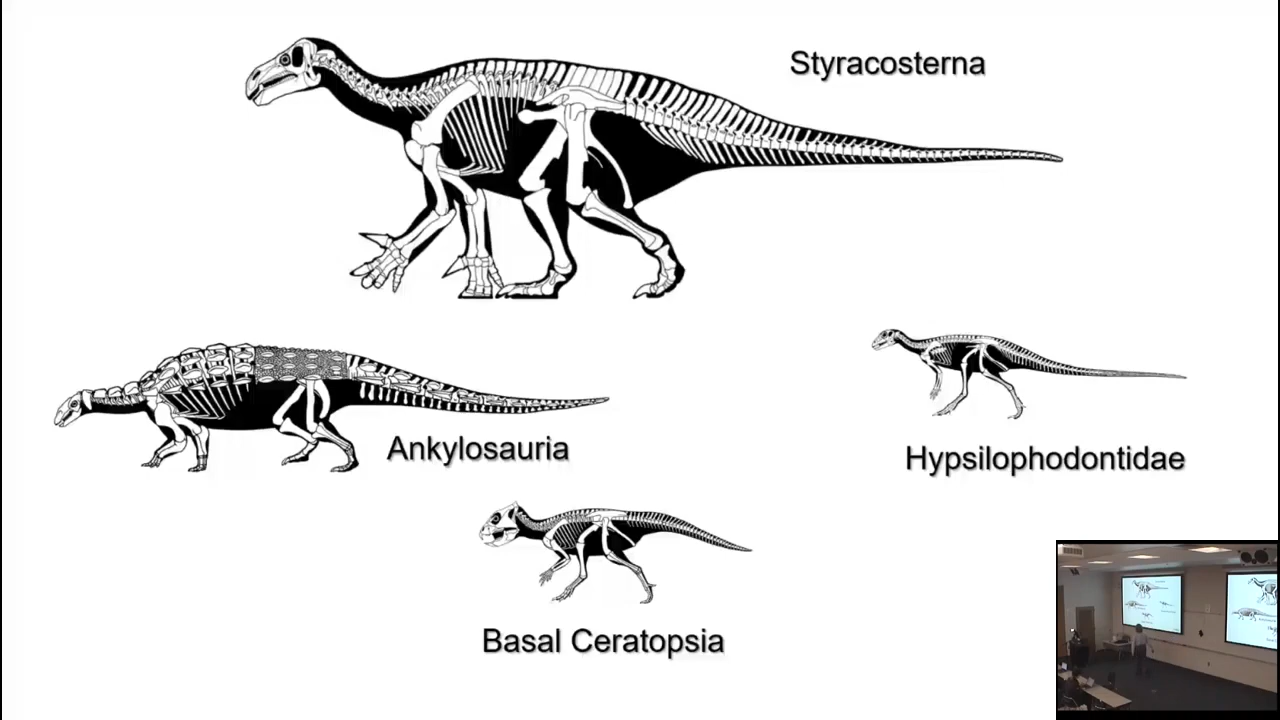 Styracosterna
Ankylosauria
Hypsilophodontidae
Basal Ceratopsia